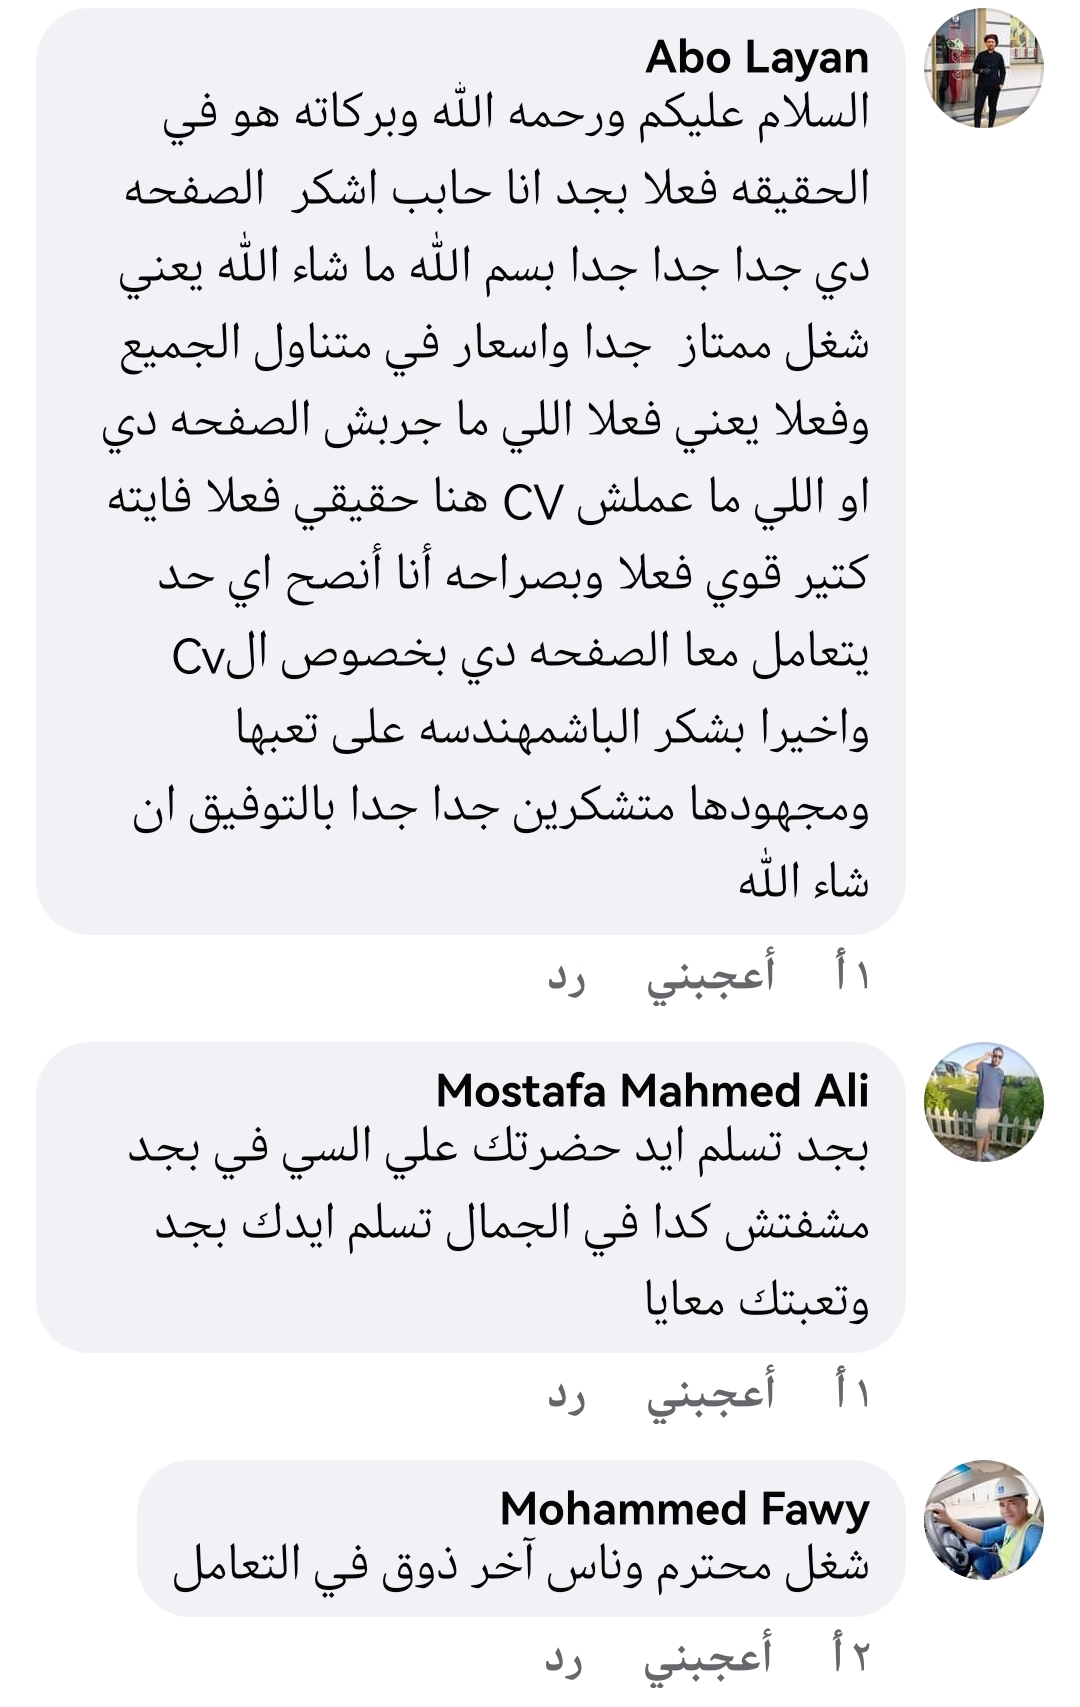 Abo Layan
السلام عليكم ورحمه الله وبركاته هو في
الحقيقه فعلا بجد انا حابب اشكر  الصفحه
دي جدا جدا جدا بسم الله ما شاء الله يعني
شغل ممتاز  جدا واسعار في متناول الجميع
وفعلا يعني فعلا اللي ما جربش الصفحه دي
او اللي ما عملش CV هنا حقيقي فعلا فايته
كتير قوي فعلا وبصراحه أنا أنصح اي حد
يتعامل معا الصفحه دي بخصوص الCv
واخيرا بشكر الباشمهندسه على تعبها
ومجهودها متشكرين جدا جدا بالتوفيق ان
شاء الله
١ أ أعجبني رد
Mostafa Mahmed Ali
بجد تسلم ايد حضرتك علي السي في بجد
مشفتش كدا في الجمال تسلم ايدك بجد
وتعبتك معايا
١ أ أعجبني رد
Mohammed Fawy
شغل محترم وناس آخر ذوق في التعامل
٢ أ أعجبني رد